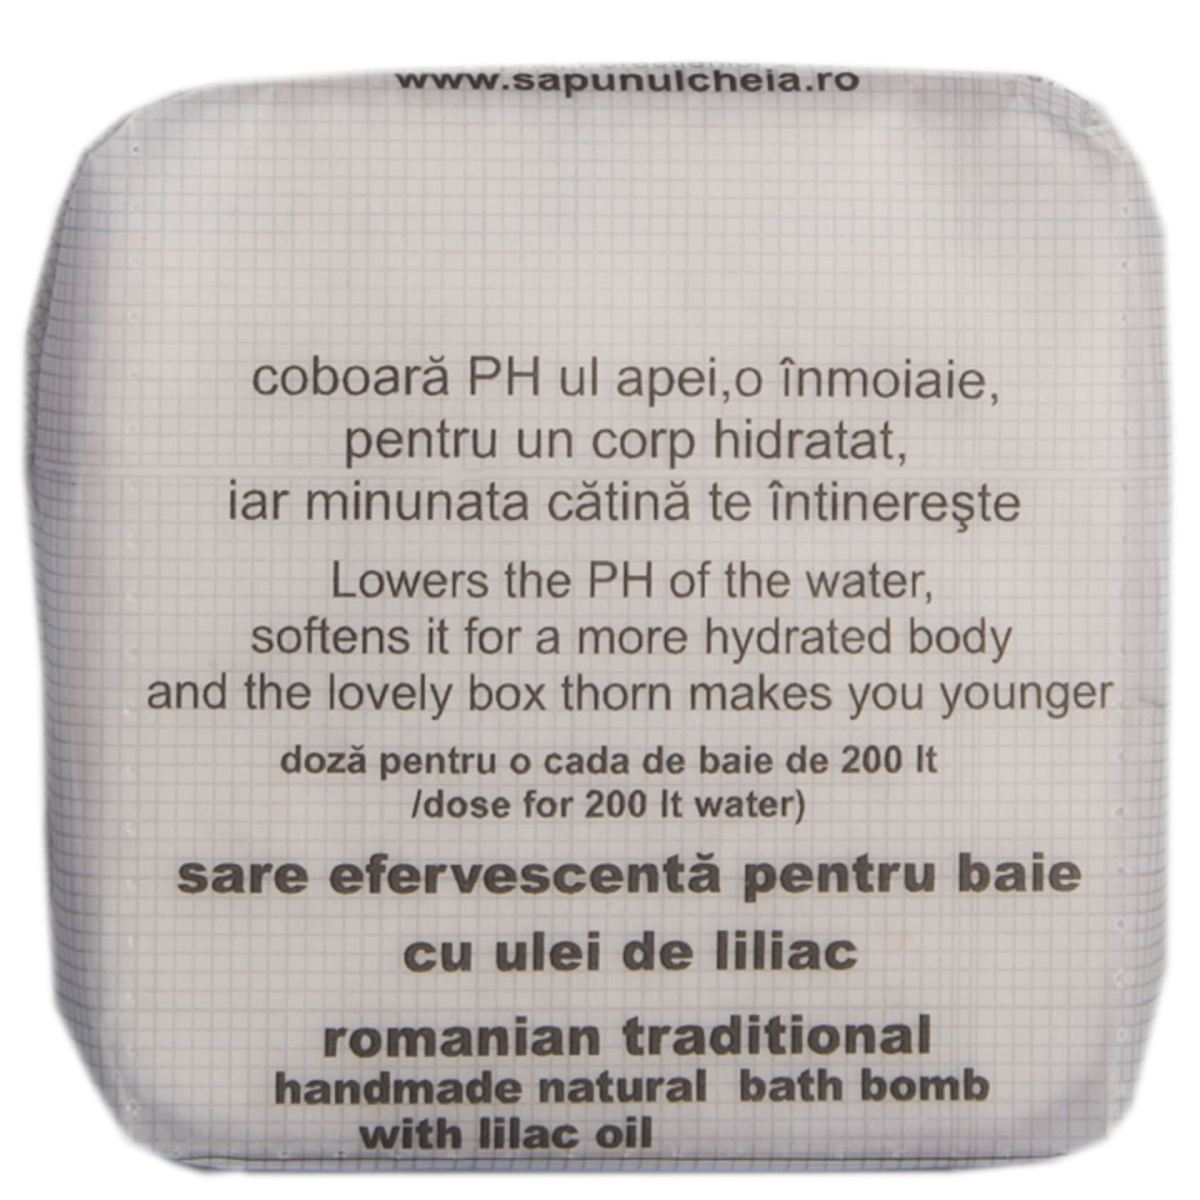 www.sapunulcheia.ro
coboară PH ul apei,o înmoiaie,
pentru un corp hidratat,
iar minunata cătină te întinereşte
Lowers the PH of the water,
softens it for a more hydrated body
and the lovely box thorn makes you younger
doză pentru o cada de baie de 200 lt
/dose for 200 lt water)
sare efervescentă pentru baie
cu ulei de liliac
romanian traditional
handmade natural bath bomb
with lilac oil